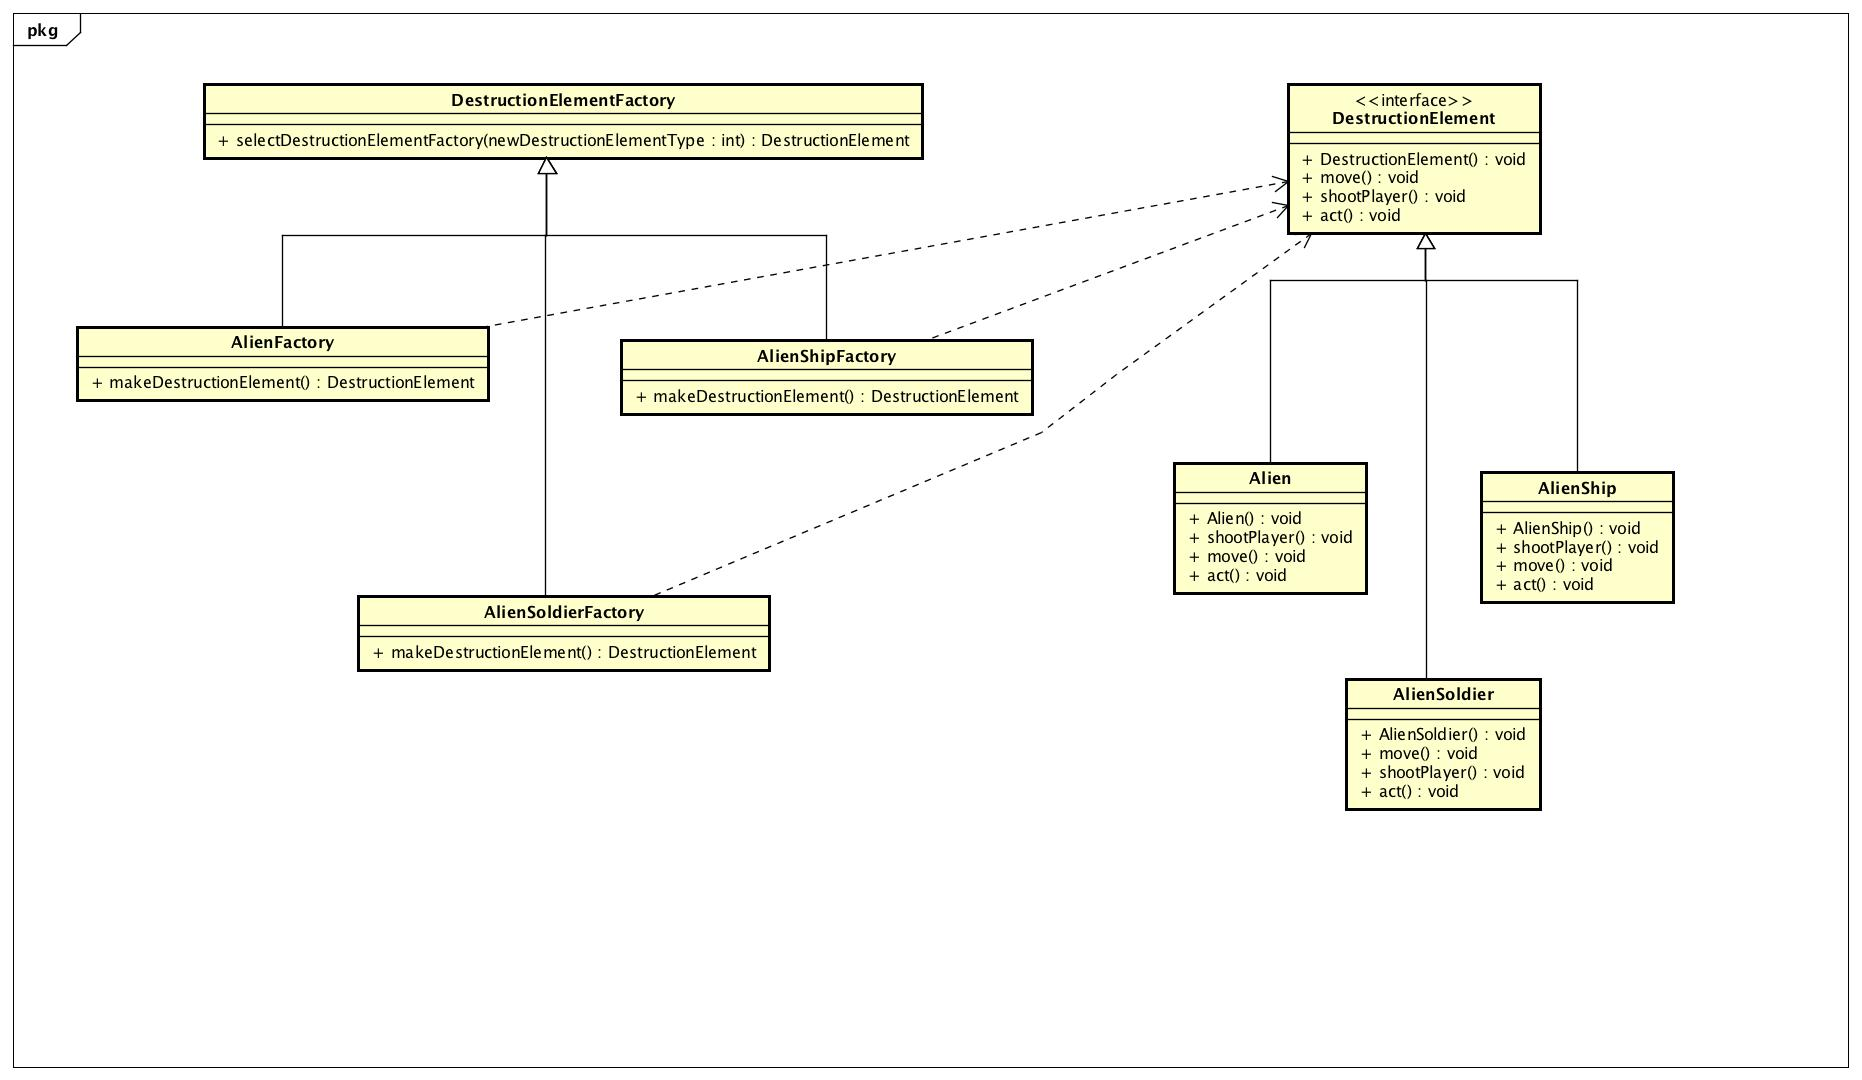 pkg
DestructionElementFactory
+ selectDestructionElementFactory(newDestructionElementType : int) : DestructionElement
<<interface>>
DestructionElement
+ DestructionElement() : void
+ move() : void
+ shootPlayer() : void
+ act() : void
AlienFactory
+ makeDestructionElement() : DestructionElement
AlienShipFactory
+ makeDestructionElement() : DestructionElement
Alien
+ Alien() : void
+ shootPlayer() : void
+ move() : void
+ act() : void
AlienShip
+ AlienShip() : void
+ shootPlayer() : void
+ move() : void
+ act() : void
AlienSoldierFactory
+ makeDestructionElement() : DestructionElement
AlienSoldier
+ AlienSoldier() : void
+ move() : void
+ shootPlayer() : void
+ act() : void